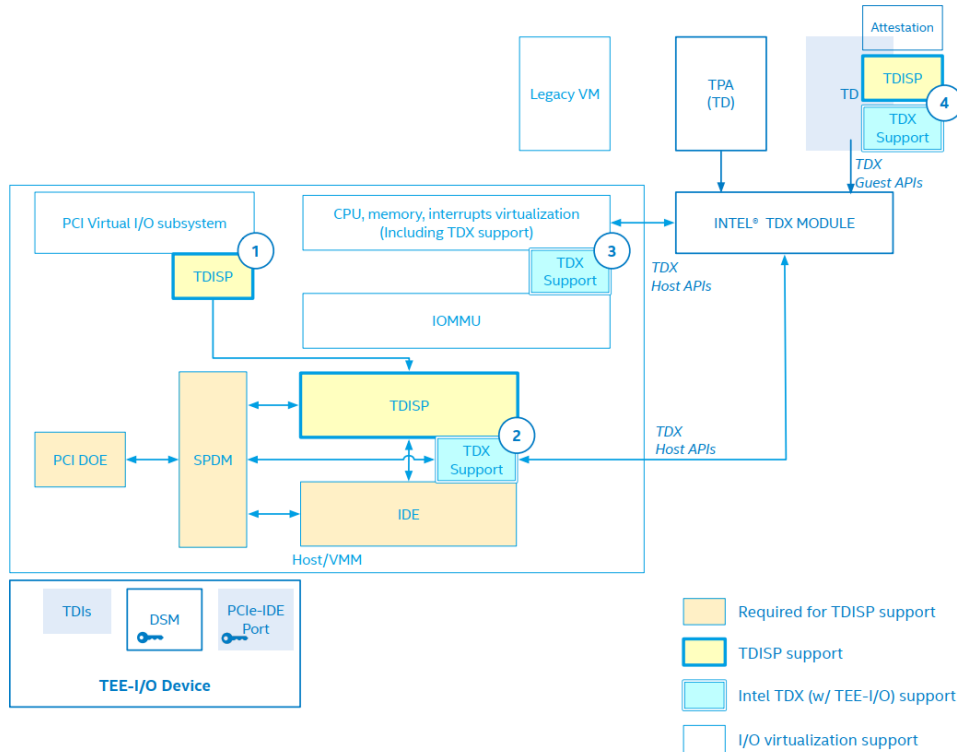 Attestation
Legacy VM
TPA
(TD)
TD
TDISP
4
TDX
Support
TDX
Guest APIs
PCI Virtual I/O subsystem
1
TDISP
CPU, memory, interrupts virtualization
(Including TDX support)
3
TDX
Support
INTEL® TDX MODULE
TDX
Host APIs
IOMMU
TDISP
2
TDX
Support
TDX
Host APIs
PCI DOE
SPDM
IDE
Host/VMM
TDIs
DSM
PCIe-IDE
Port
TEE-I/O Device
Required for TDISP support
TDISP support
Intel TDX (w/ TEE-I/O) support
I/O virtualization support